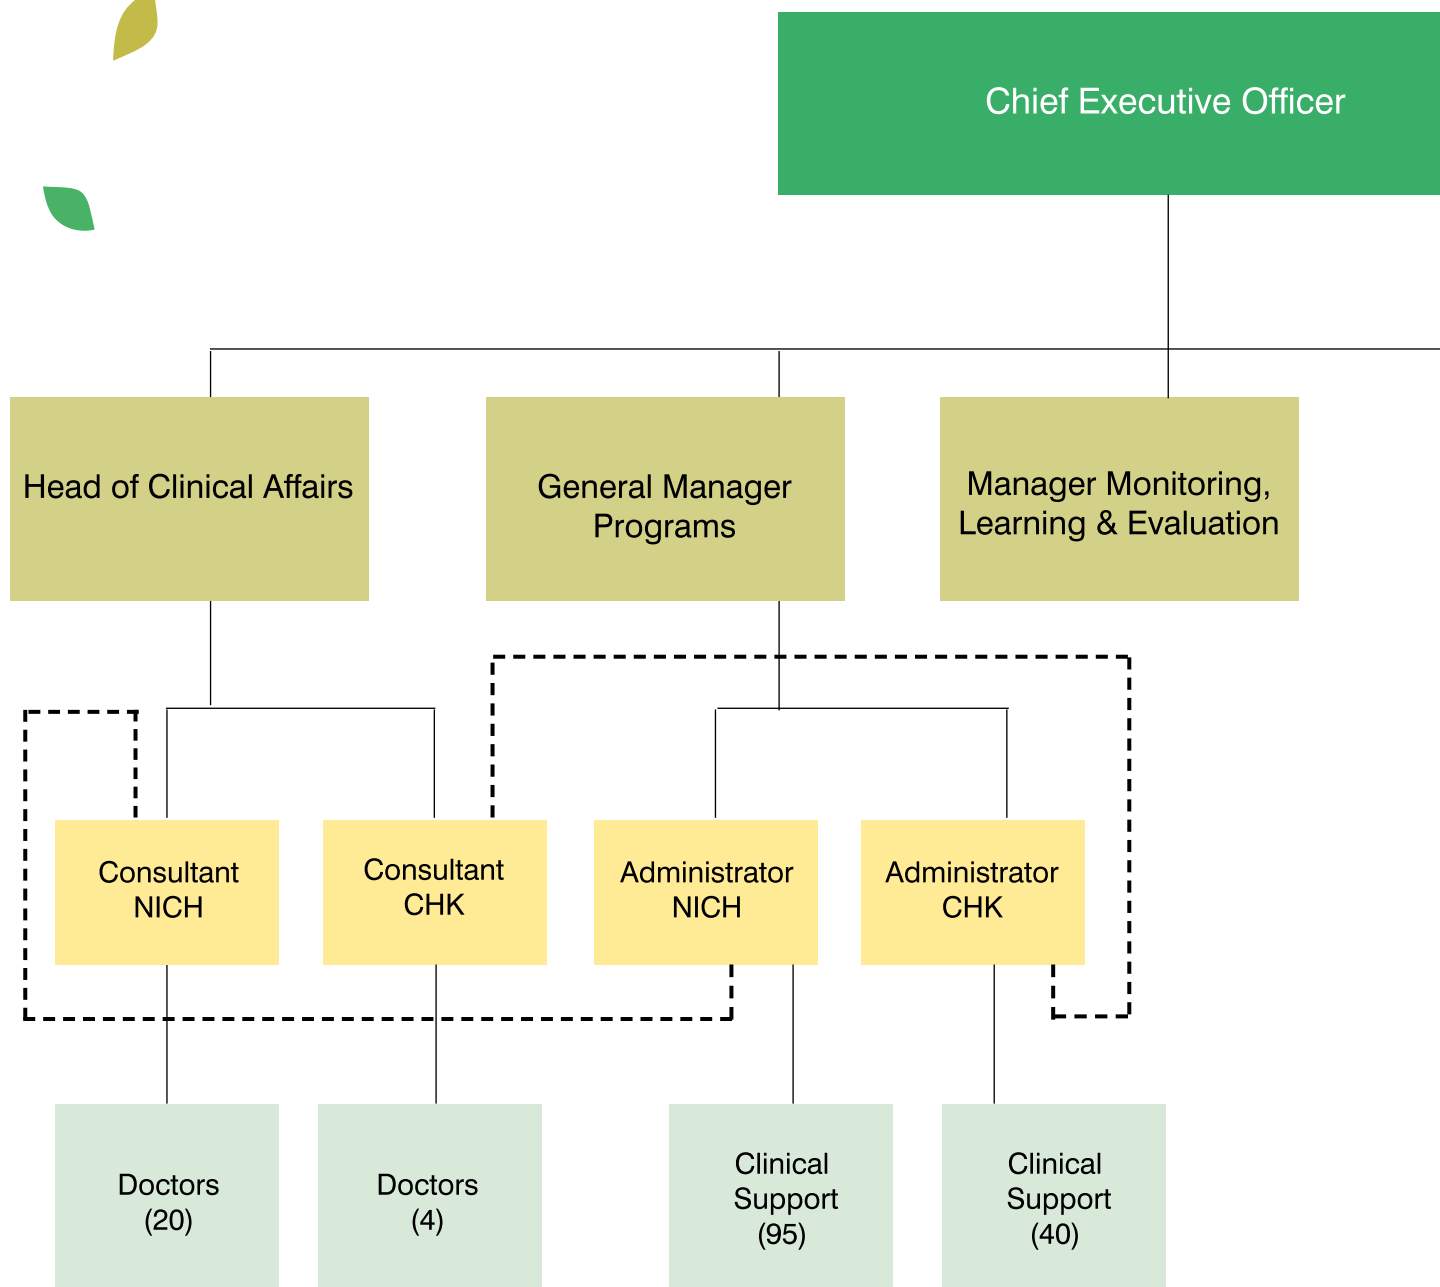 Chief Executive Officer
Head of Clinical Affairs
General Manager
Programs
Manager Monitoring,
Learning & Evaluation
Consultant
NICH
Consultant
CHK
Administrator
NICH
Administrator
CHK
Doctors
(20)
Doctors
(4)
Clinical
Support
(95)
Clinical
Support
(40)